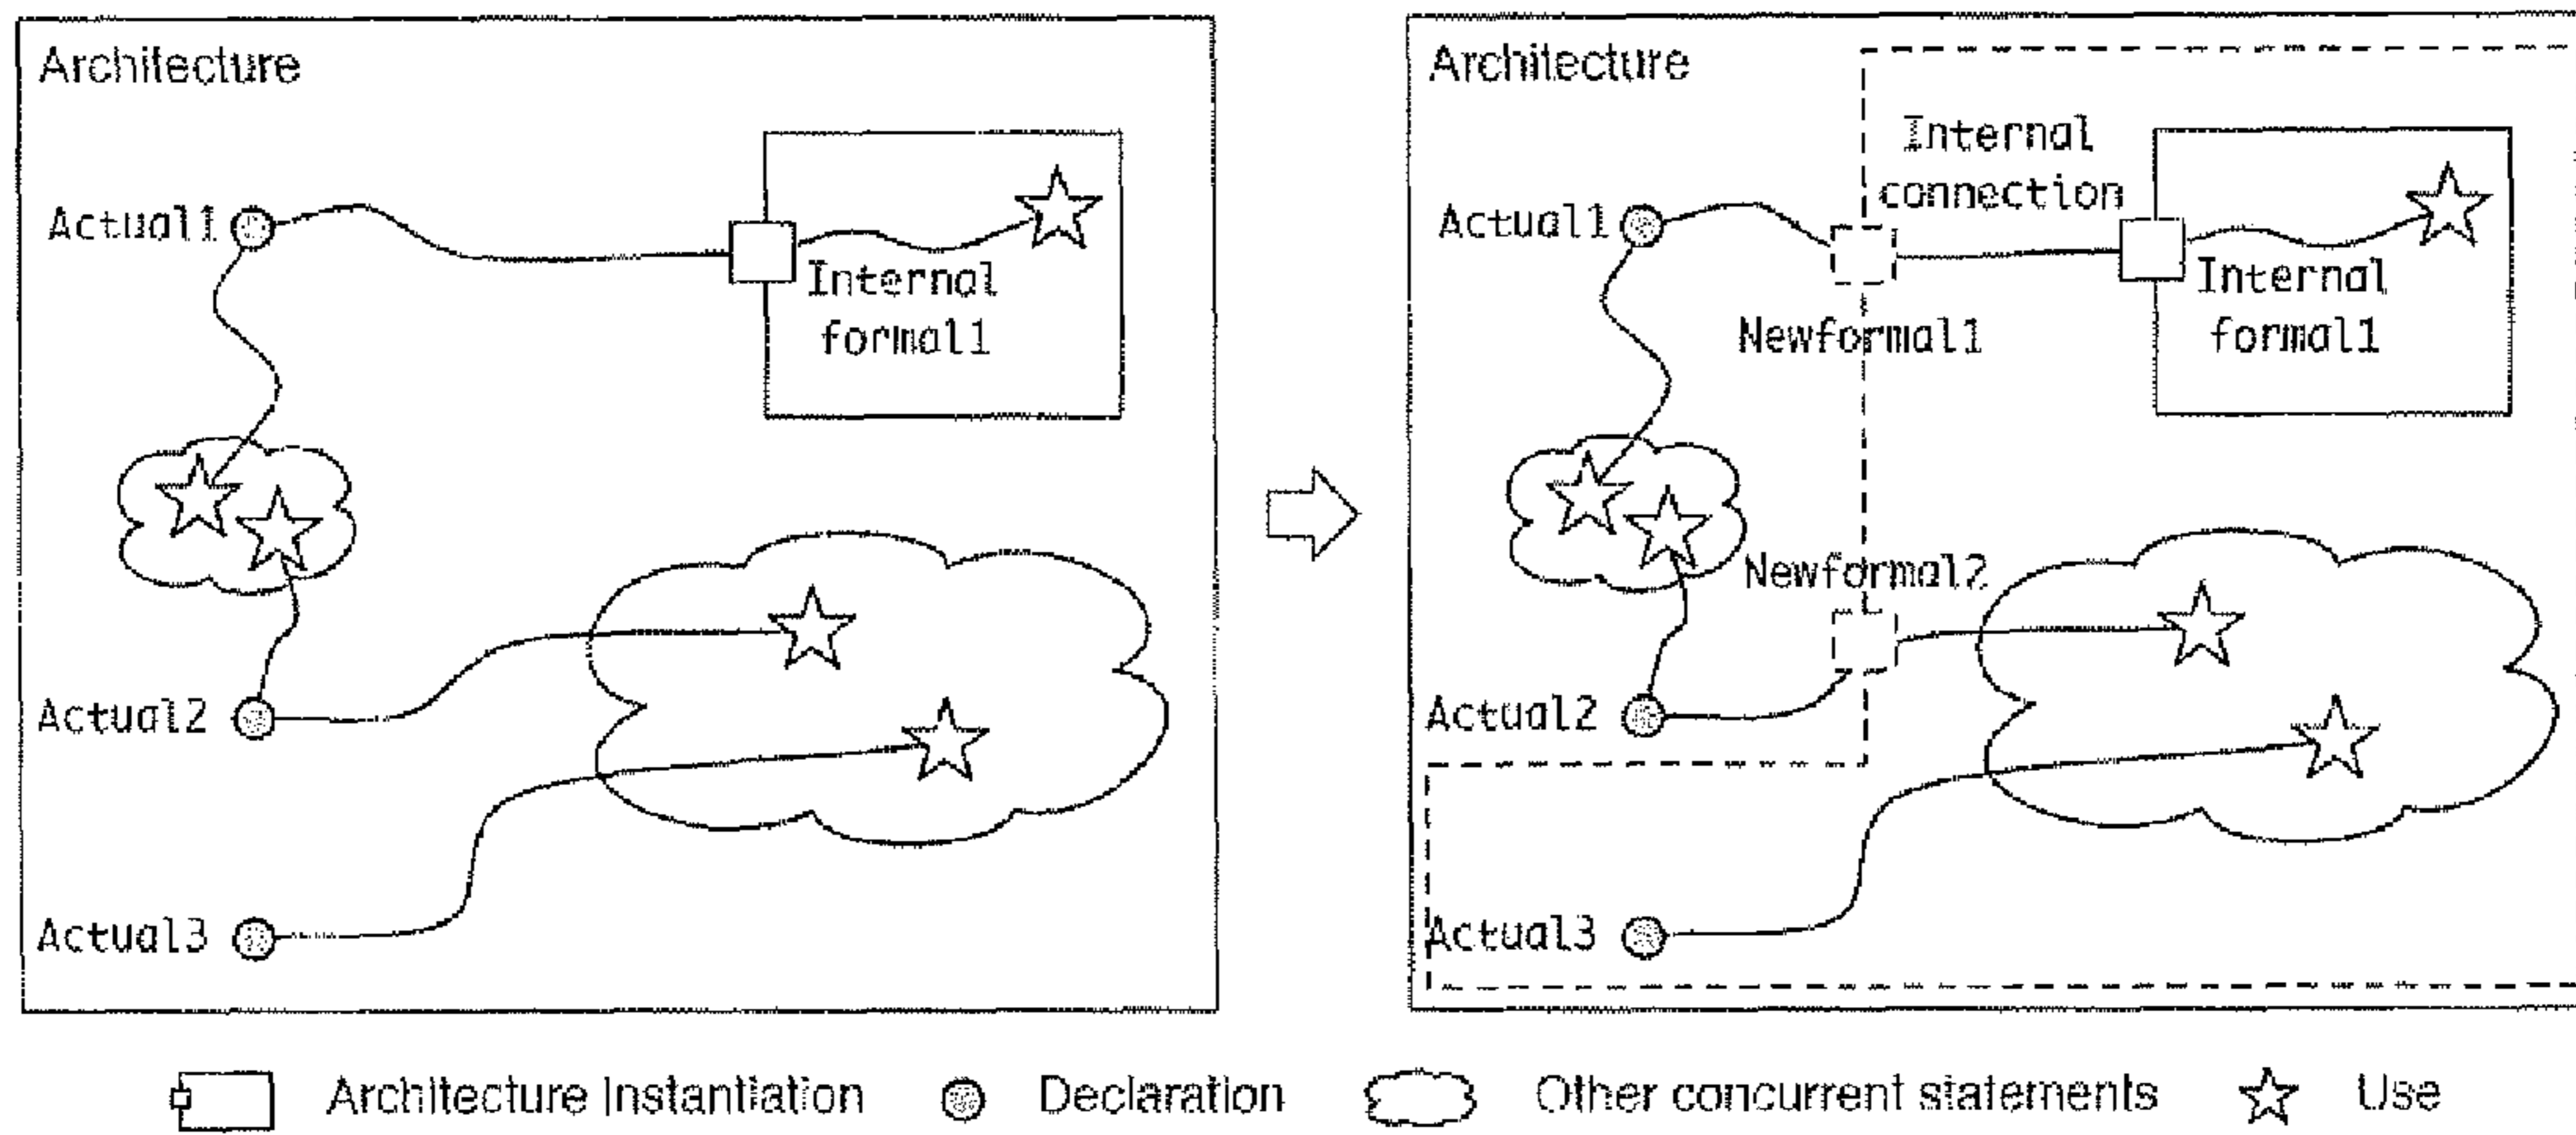 Architecture
Actual1
Internal
formal1
Actual2
Actual3
Architecture
Internal
connection
Actual1
Internal
formal1
Newformal1
Newformal2
Actual2
Actual3
Architecture Instantiation
Declaration
Other concurrent statements
Use